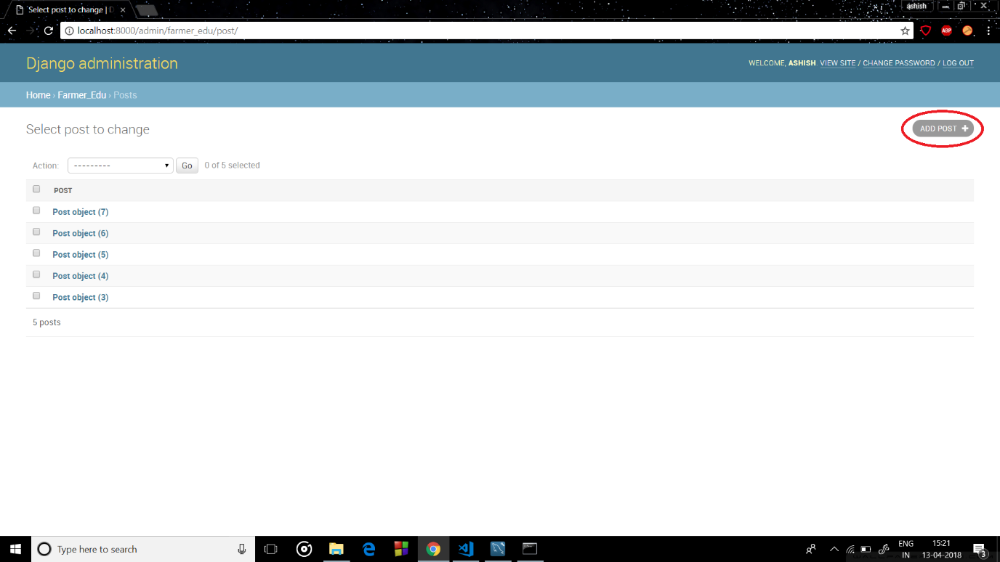 Select post to change | D
ashish
localhost:8000/admin/farmer_edu/post/
ABP
Django administration
WELCOME, ASHISH. VIEW SITE / CHANGE PASSWORD / LOG OUT
Home › Farmer_Edu › Posts
Select post to change
ADD POST +
Action: --------- Go 0 of 5 selected
POST
Post object (7)
Post object (6)
Post object (5)
Post object (4)
Post object (3)
5 posts
Type here to search
ENG
IN
15:21
13-04-2018
3